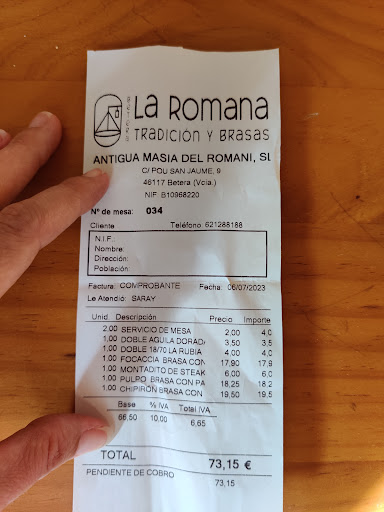 BÉTERA
La Romana
TRADICIÓN Y BRASAS
ANTIGUA MASIA DEL ROMANI, SL
C/ POU SAN JAUME, 9
46117 Betera (Vcia.)
NIF: B10968220
Nº de mesa: 034
Cliente Teléfono 621288188
N.I.F.:
Nombre:
Dirección:
Población:
Factura: COMPROBANTE Fecha: 06/07/2023
Le Atendió: SARAY
Unid. Descripción Precio Importe
2,00 SERVICIO DE MESA 2,00 4,0
1,00 DOBLE AGUILA DORADA 3,50 3,5
1,00 DOBLE 18/70 LA RUBIA 4,00 4,0
1,00 FOCACCIA BRASA CON 17,90 17,9
1,00 MONTADITO DE STEAK 6,00 6,0
1,00 PULPO BRASA CON PA 18,25 18,2
1,00 CHIPIRON BRASA CON 19,50 19,5
Base % IVA Total IVA
66,50 10,00 6,65
TOTAL 73,15 €
PENDIENTE DE COBRO 73,15